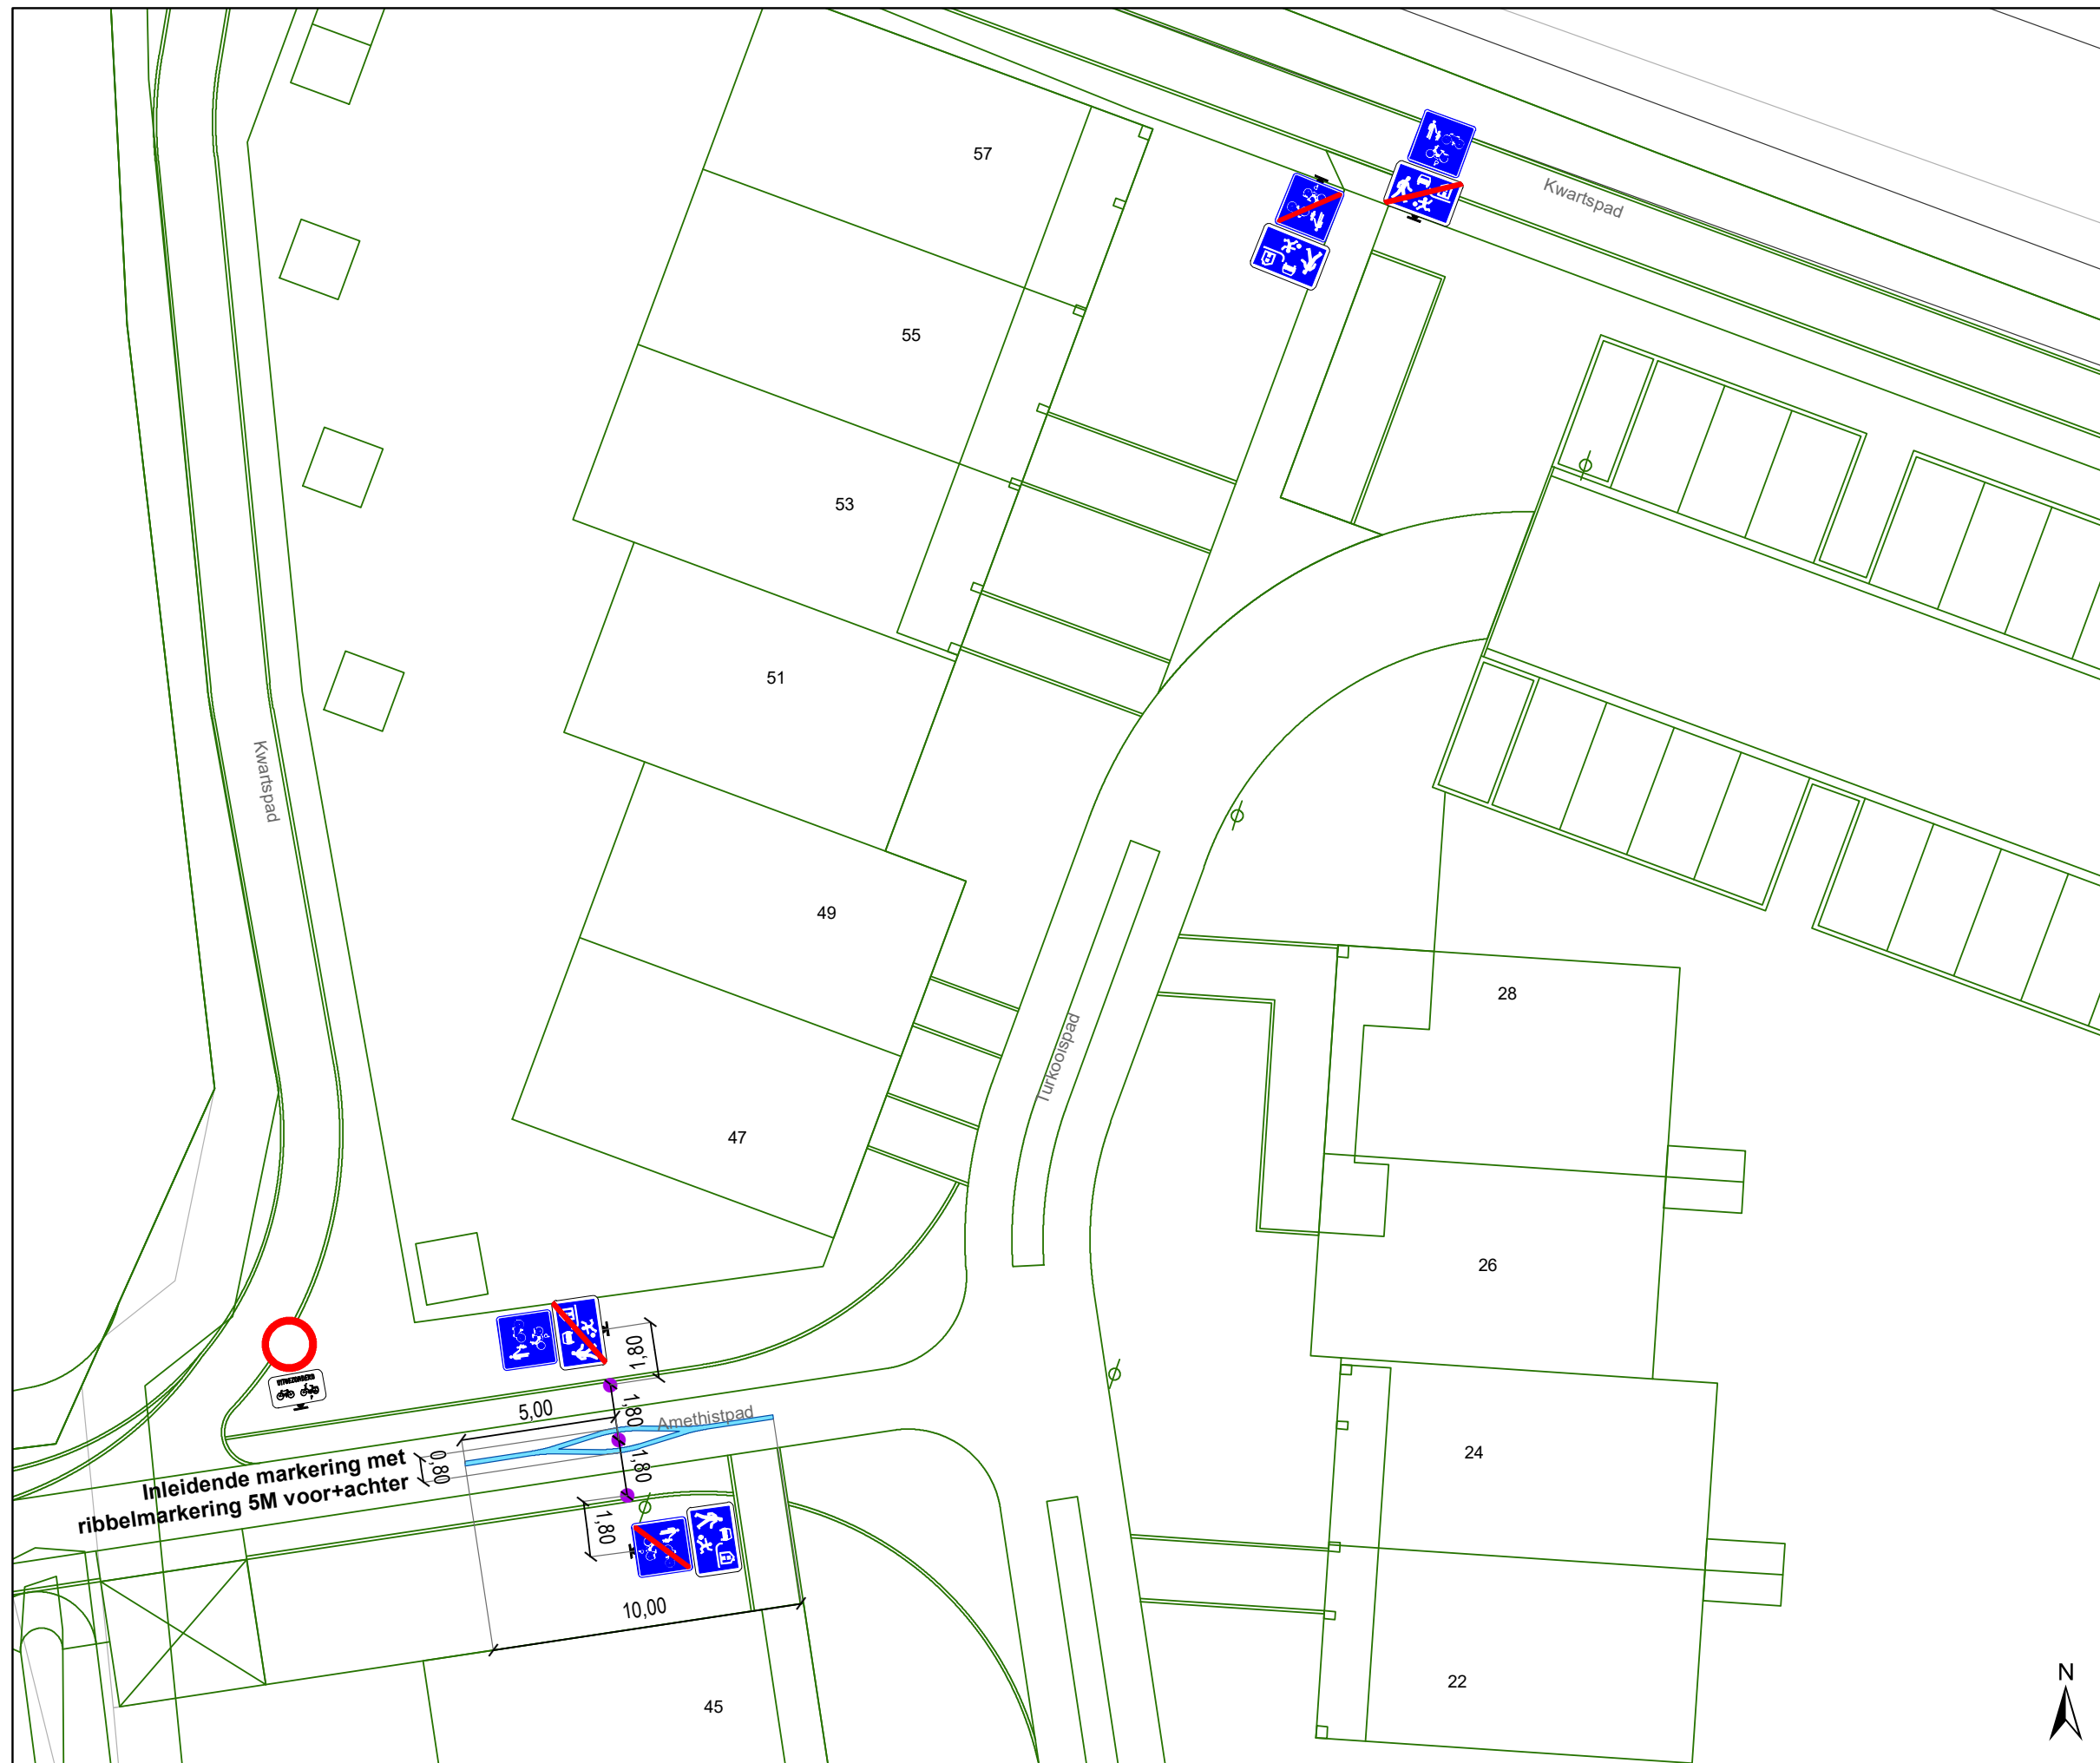 57
Kwartspad
55
53
51
Kwartspad
49
28
Turkooispad
47
26
UITGEZONDERD
1,80
5,00
1,80
Amethistpad
24
0,80
1,80
Inleidende markering met
ribbelmarkering 5M voor+achter
1,80
10,00
22
N
45